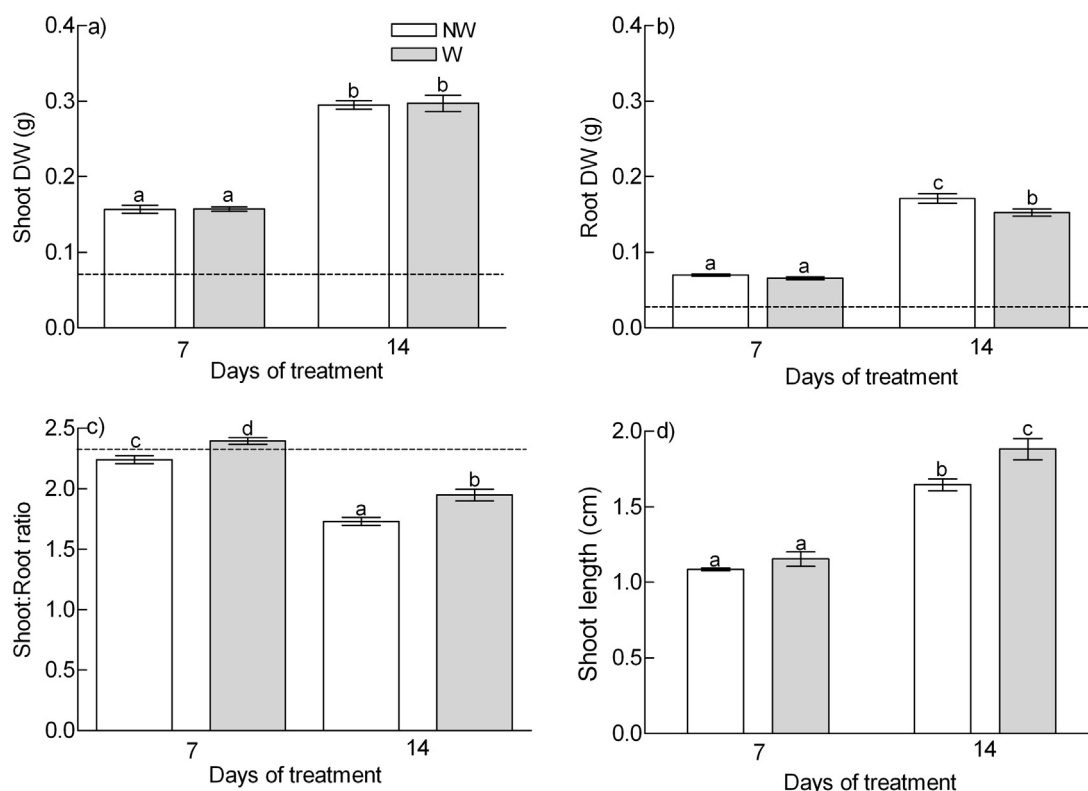 a)
NW
W
Shoot DW (g)
0.4
0.3
0.2
0.1
0.0
a
a
b
b
7
14
Days of treatment
b)
Root DW (g)
0.4
0.3
0.2
0.1
0.0
a
a
c
b
7
14
Days of treatment
c)
Shoot:Root ratio
2.5
2.0
1.5
1.0
0.5
0.0
c
d
a
b
7
14
Days of treatment
d)
Shoot length (cm)
2.0
1.5
1.0
0.5
0.0
a
a
b
c
7
14
Days of treatment